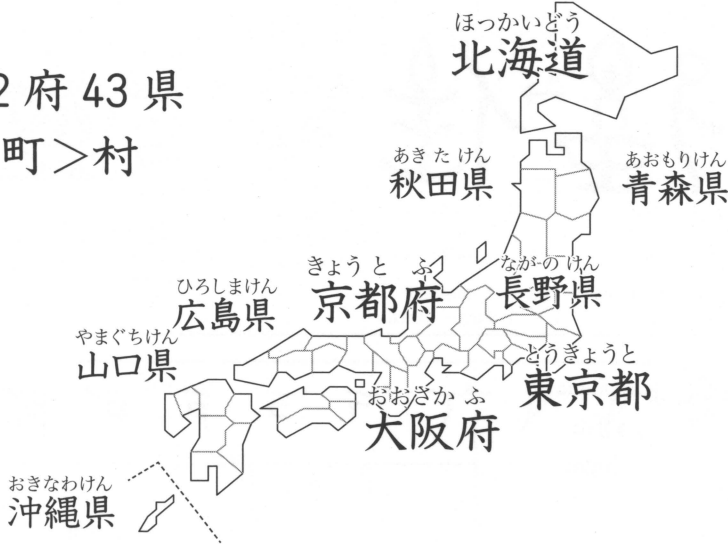 ほっかいどう
北海道
2府43県
町＞村
あきたけん
秋田県
あおもりけん
青森県
きょうとふ
京都府
ながのけん
長野県
ひろしまけん
広島県
やまぐちけん
山口県
とうきょうと
東京都
おおさかふ
大阪府
おきなわけん
沖縄県